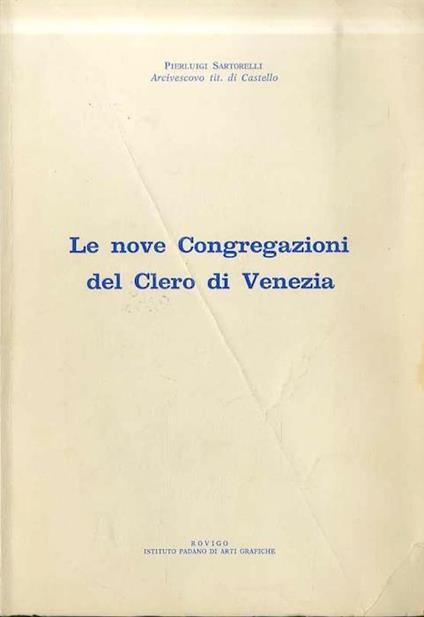 PIERLUIGI SARTORELLI
Arcivescovo tit. di Castello
Le nove Congregazioni
del Clero di Venezia
ROVIGO
ISTITUTO PADANO DI ARTI GRAFICHE